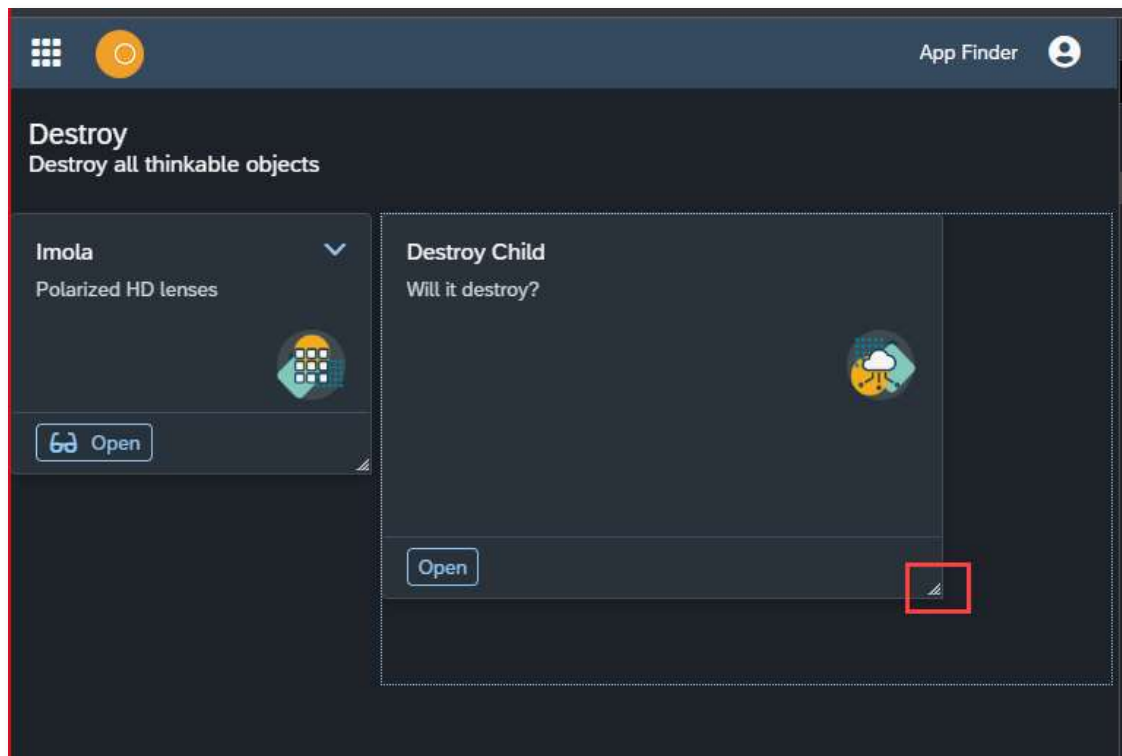 App Finder
Destroy
Destroy all thinkable objects
Imola
Polarized HD lenses
Open
Destroy Child
Will it destroy?
Open